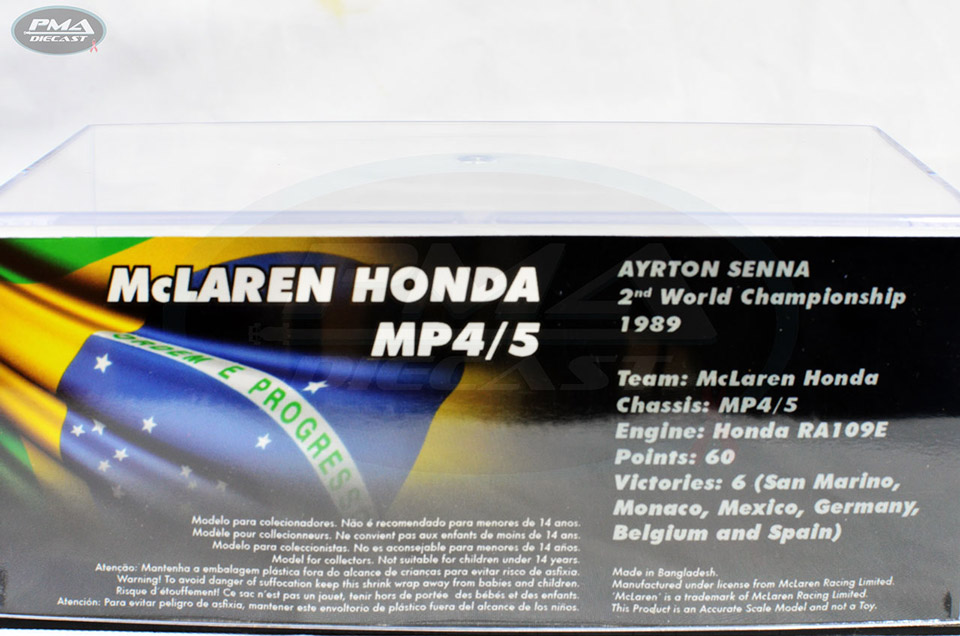 PMA
DIECAST
McLAREN HONDA
MP4/5
ORDEM E PROGRESS
Modelo para colecionadores. Não é recomendado para menores de 14 anos.
Modèle pour collectionneurs. Ne convient pas aux enfants de moins de 14 ans.
Modelo para coleccionistas. No es aconsejable para menores de 14 años.
Model for collectors. Not suitable for children under 14 years.
Atenção: Mantenha a embalagem plástica fora do alcance de crianças para evitar risco de asfixia.
Warning! To avoid danger of suffocation keep this shrink wrap away from babies and children.
Risque d'étouffement! Ce sac n'est pas un jouet, tenir hors de portée des bébés et des enfants.
Atención: Para evitar peligro de asfixia, mantener este envoltorio de plástico fuera del alcance de los niños.
AYRTON SENNA
2nd World Championship
1989
Team: McLaren Honda
Chassis: MP4/5
Engine: Honda RA109E
Points: 60
Victories: 6 (San Marino,
Monaco, Mexico, Germany,
Belgium and Spain)
Made in Bangladesh.
Manufactured under license from McLaren Racing Limited.
'McLaren' is a trademark of McLaren Racing Limited.
This Product is an Accurate Scale Model and not a Toy.
PMA
DIECAST